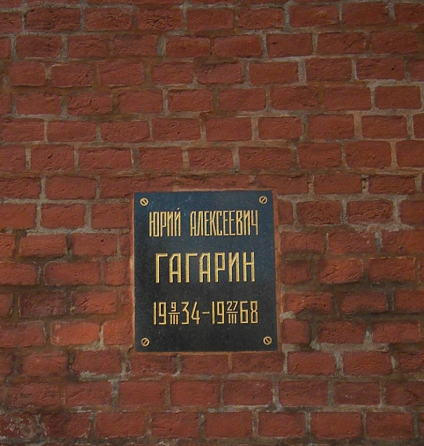 ЮРИЙ АЛЕКСЕЕВИЧ
ГАГАРИН
19 9/III 34–19 27/III 68